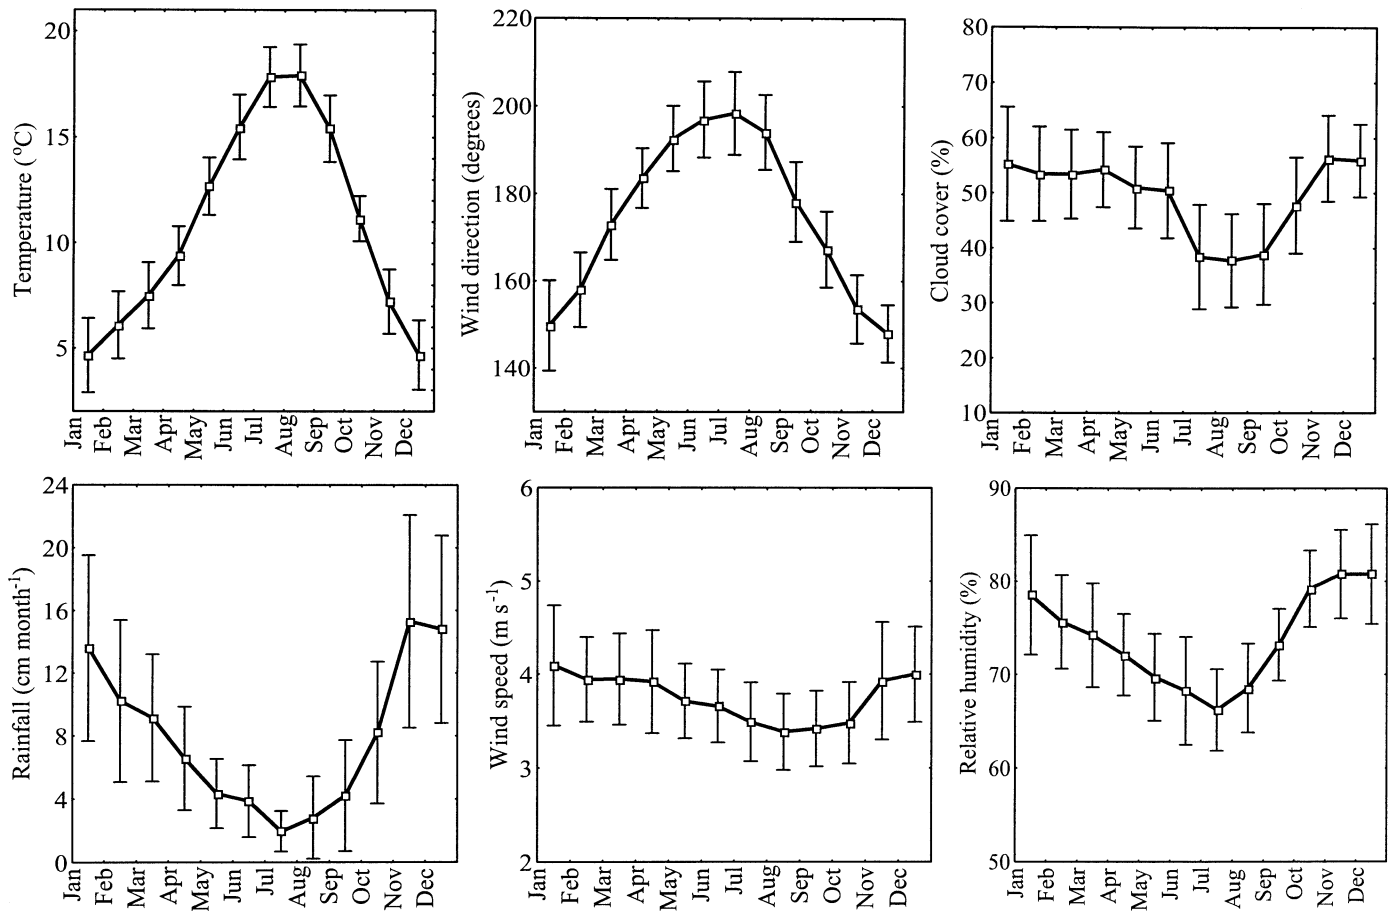 Temperature (°C)
20
15
10
5
Jan Feb Mar Apr May Jun Jul Aug Sep Oct Nov Dec
Wind direction (degrees)
220
200
180
160
140
Jan Feb Mar Apr May Jun Jul Aug Sep Oct Nov Dec
Cloud cover (%)
80
70
60
50
40
30
20
10
Jan Feb Mar Apr May Jun Jul Aug Sep Oct Nov Dec
Rainfall (cm month⁻¹)
24
20
16
12
8
4
0
Jan Feb Mar Apr May Jun Jul Aug Sep Oct Nov Dec
Wind speed (m s⁻¹)
6
5
4
3
2
Jan Feb Mar Apr May Jun Jul Aug Sep Oct Nov Dec
Relative humidity (%)
90
80
70
60
50
Jan Feb Mar Apr May Jun Jul Aug Sep Oct Nov Dec